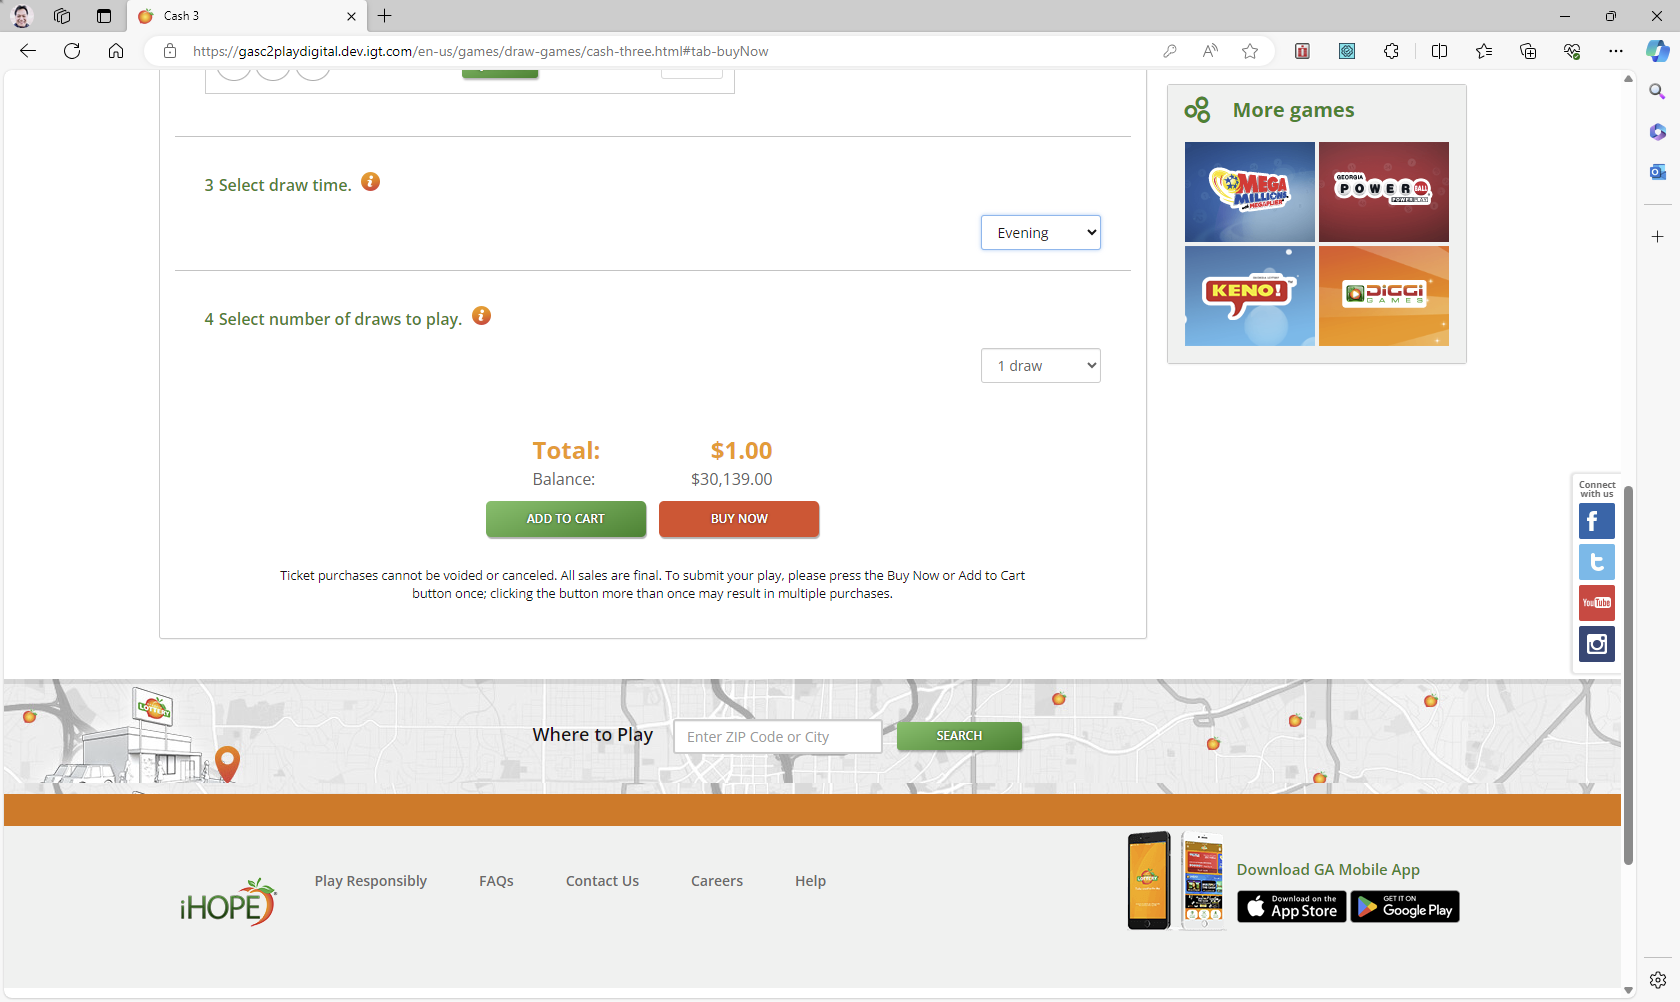 Cash 3
https://gasc2playdigital.dev.igt.com/en-us/games/draw-games/cash-three.html#tab-buyNow
More games
MEGA
MILLIONS
MEGAPLIER
GEORGIA
POWERBALL
POWER PLAY
KENO!
DiGGi
GAMES
3 Select draw time.
Evening
4 Select number of draws to play.
1 draw
Total: $1.00
Balance: $30,139.00
ADD TO CART
BUY NOW
Ticket purchases cannot be voided or canceled. All sales are final. To submit your play, please press the Buy Now or Add to Cart
button once; clicking the button more than once may result in multiple purchases.
Connect
with us
YouTube
LOTTERY
Where to Play
Enter ZIP Code or City
SEARCH
iHOPE
Play Responsibly
FAQs
Contact Us
Careers
Help
Download GA Mobile App
Download on the
App Store
GET IT ON
Google Play